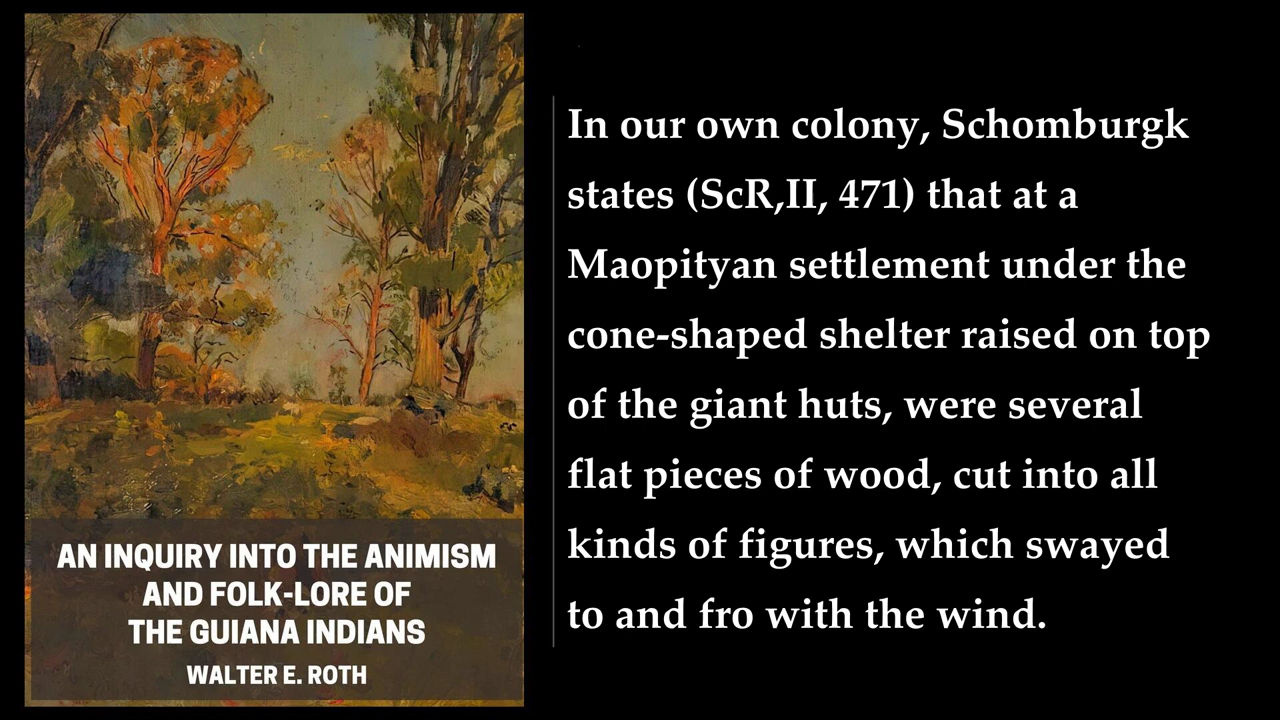 AN INQUIRY INTO THE ANIMISM
AND FOLK-LORE OF
THE GUIANA INDIANS
WALTER E. ROTH
In our own colony, Schomburgk
states (ScR,II, 471) that at a
Maopityan settlement under the
cone-shaped shelter raised on top
of the giant huts, were several
flat pieces of wood, cut into all
kinds of figures, which swayed
to and fro with the wind.